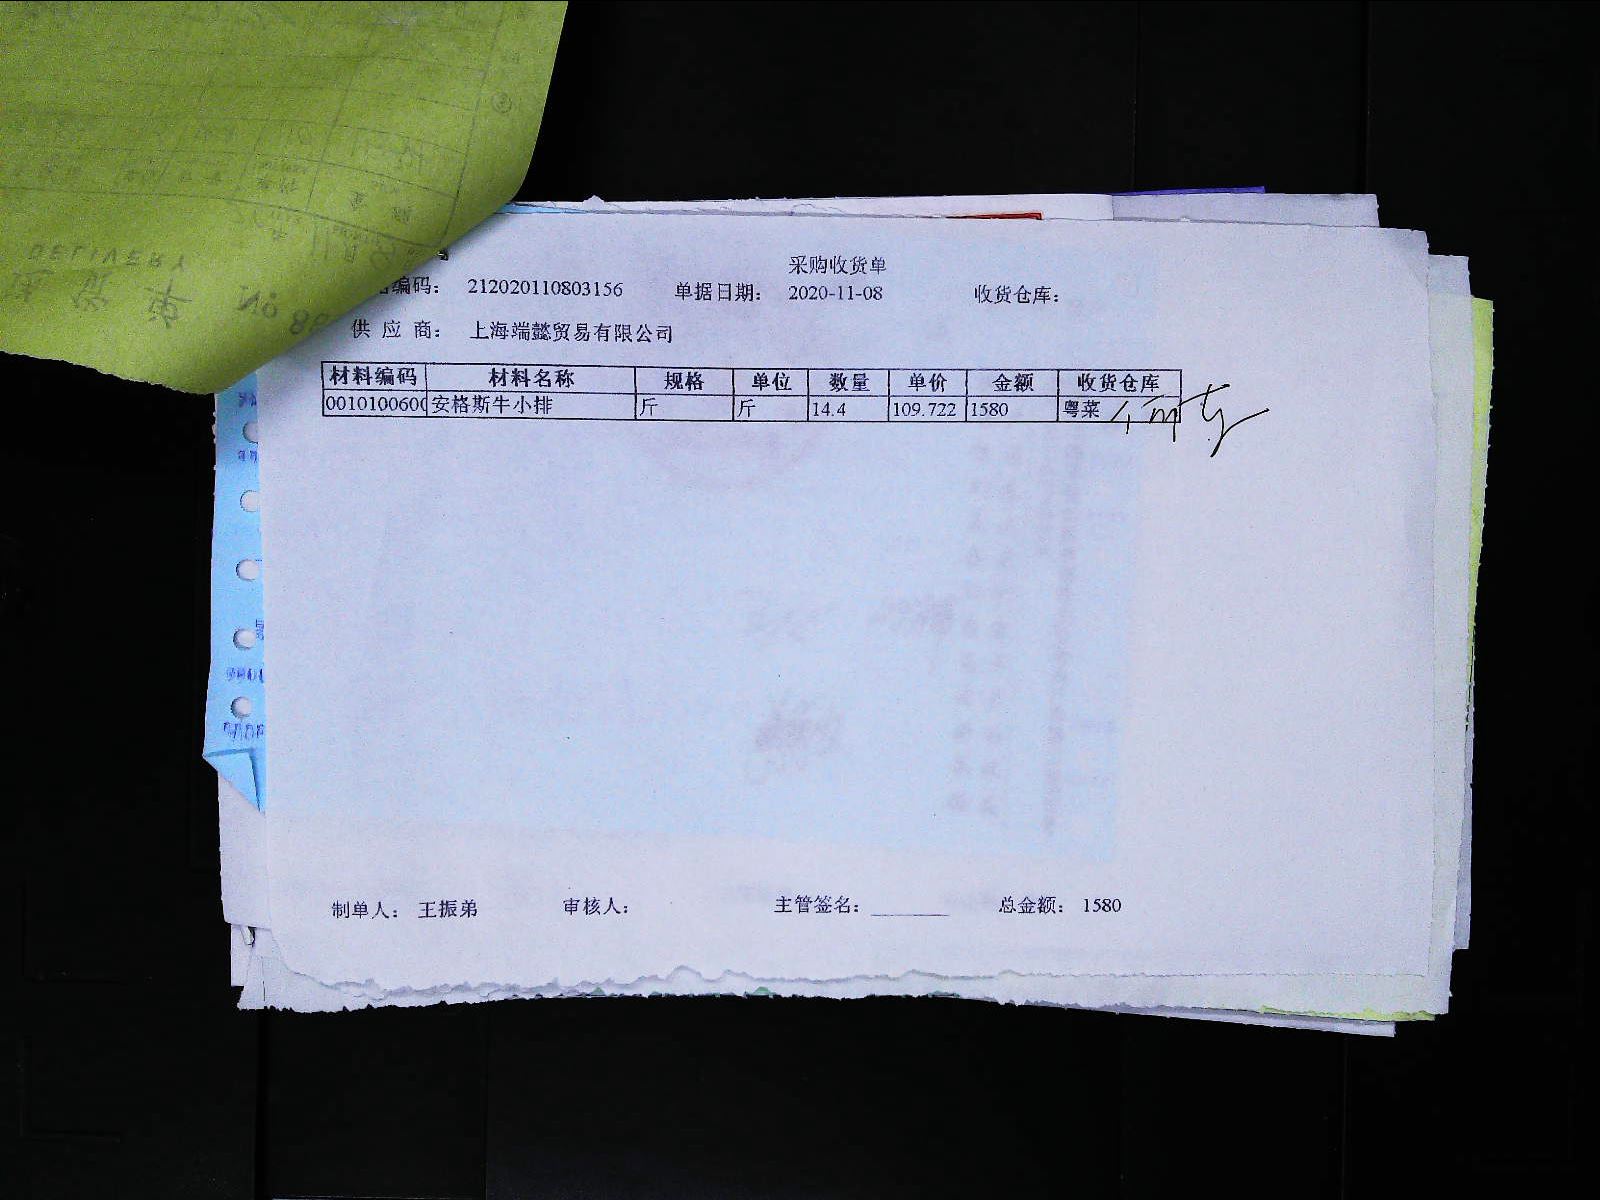 采购收货单
编码： 212020110803156 单据日期： 2020-11-08 收货仓库：
供 应 商： 上海端懿贸易有限公司
材料编码 材料名称 规格 单位 数量 单价 金额 收货仓库
0010100600 安格斯牛小排 斤 斤 14.4 109.722 1580 粤菜
制单人： 王振弟 审核人： 主管签名：________ 总金额： 1580
DELIVERY